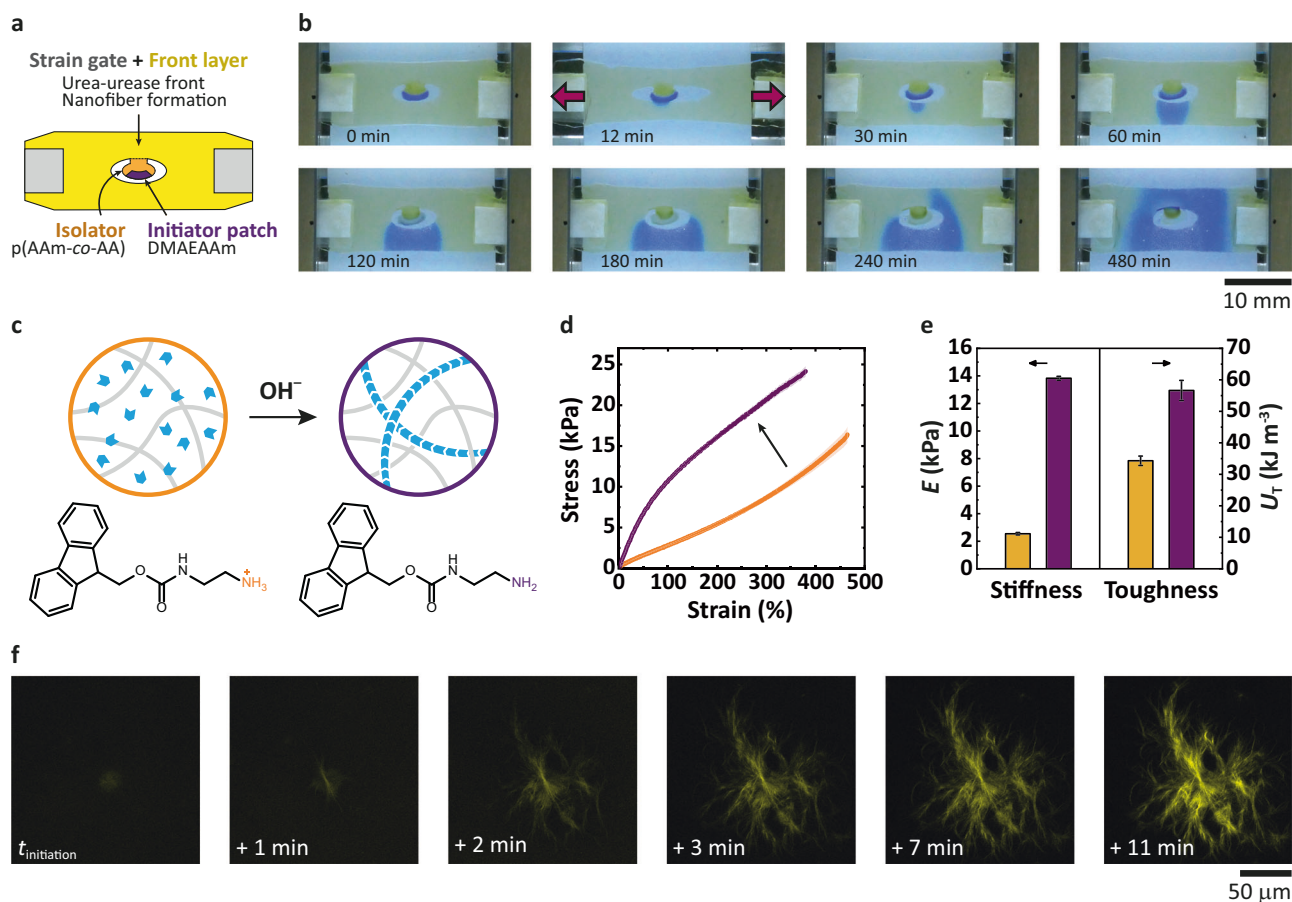 a
Strain gate + Front layer
Urea-urease front
Nanofiber formation
Isolator
p(AAm-co-AA)
Initiator patch
DMAEAAm
b
0 min
12 min
30 min
60 min
120 min
180 min
240 min
480 min
10 mm
c
OH⁻
O
O
H
N
+
NH₃
O
O
H
N
NH₂
d
Stress (kPa)
25
20
15
10
5
0
0 100 200 300 400 500
Strain (%)
e
E (kPa)
16
14
12
10
8
6
4
2
0
70
60
50
40
30
20
10
0
U_T (kJ m⁻³)
Stiffness
Toughness
f
t_initiation
+ 1 min
+ 2 min
+ 3 min
+ 7 min
+ 11 min
50 µm